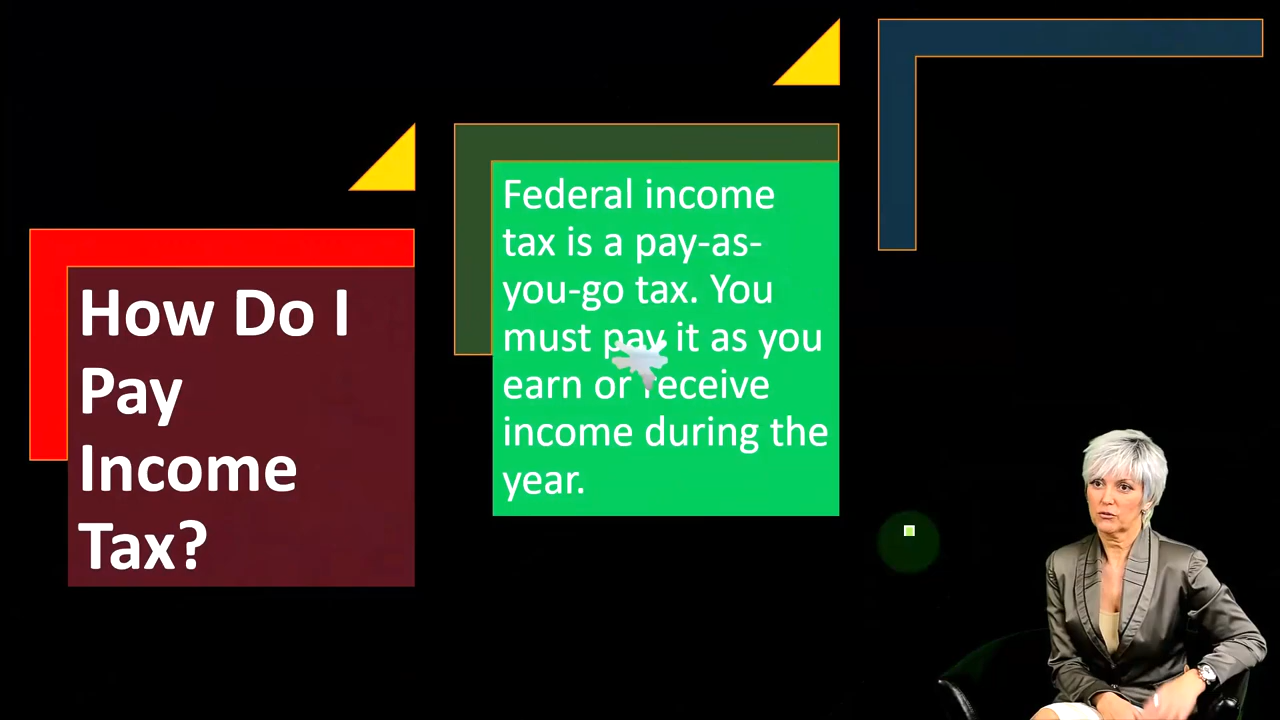 How Do I
Pay
Income
Tax?
Federal income
tax is a pay-as-
you-go tax. You
must pay it as you
earn or receive
income during the
year.